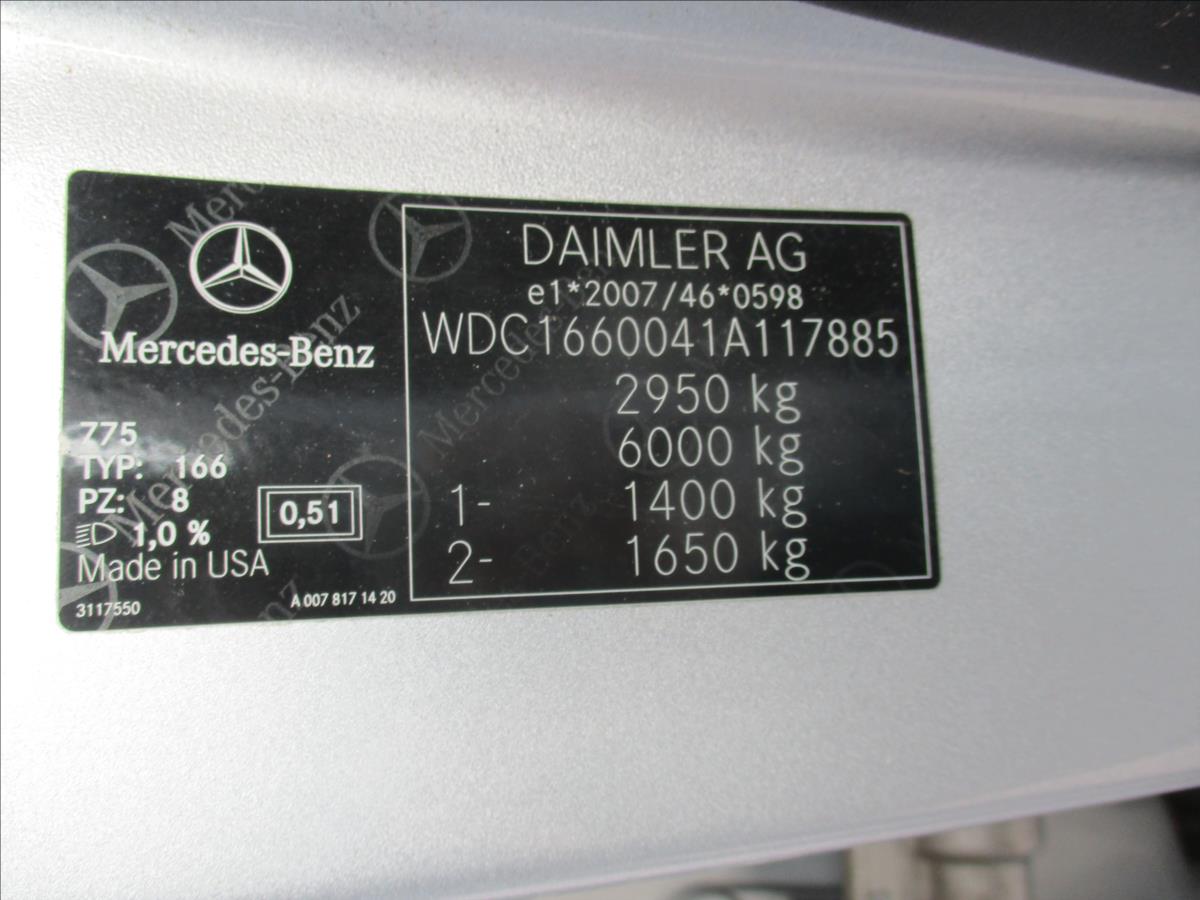 Mercedes-Benz
775
TYP: 166
PZ: 8
1,0 %
0,51
Made in USA
3117550
A 007 817 14 20
DAIMLER AG
e1*2007/46*0598
WDC1660041A117885
2950 kg
6000 kg
1- 1400 kg
2- 1650 kg